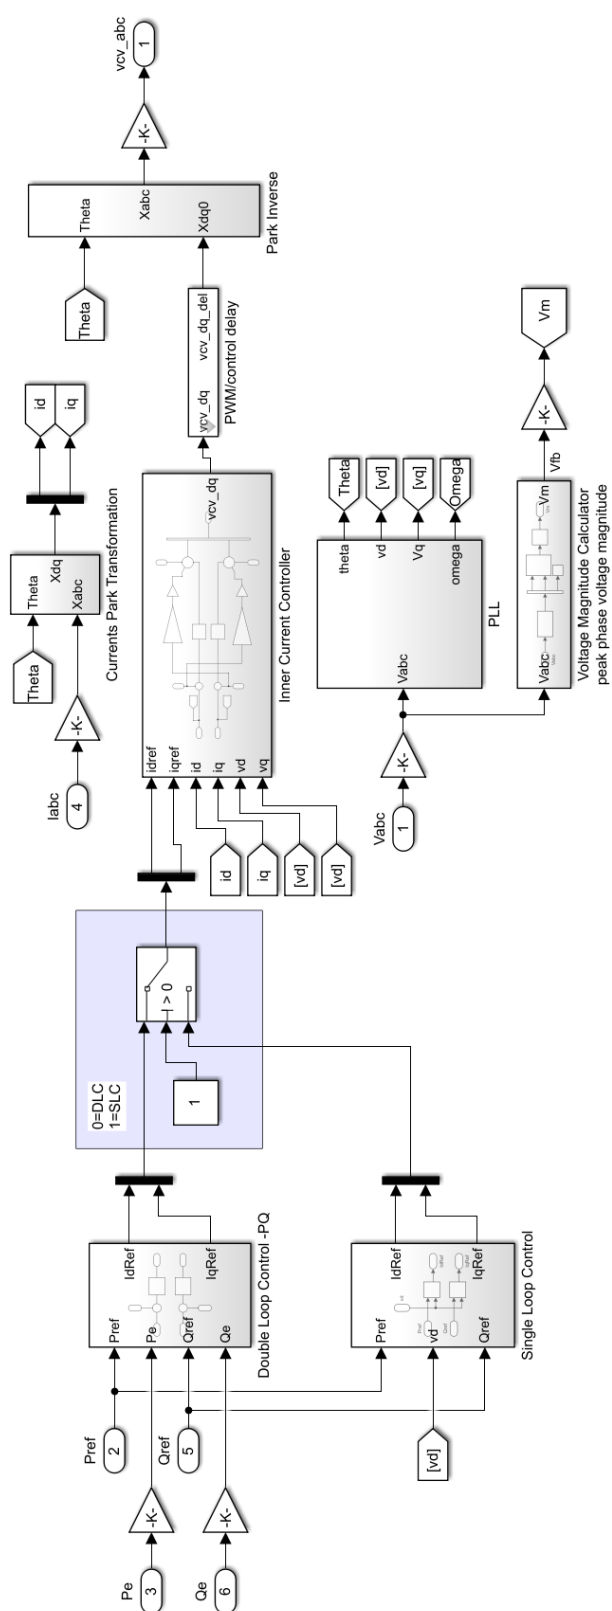 Pe
3
-K-
Qe
6
-K-
Pref
2
Qref
5
Pref
Pe
Qref
Qe
IdRef
IqRef
Double Loop Control -PQ
[vd]
Pref
vd
Qref
IdRef
IqRef
Single Loop Control
0=DLC
1=SLC
1
> 0
id
iq
[vd]
[vd]
idref
iqref
id
iq
vd
vq
vcv_dq
Inner Current Controller
Iabc
4
-K-
Theta
Theta
Xabc
Xdq
Currents Park Transformation
id
iq
Vabc
1
-K-
Vabc
theta
vd
Vq
omega
PLL
Theta
[vd]
[vq]
Omega
Vabc
Vm
Voltage Magnitude Calculator
peak phase voltage magnitude
Vfb
-K-
Vm
vcv_dq
vcv_dq_del
PWM/control delay
Theta
Theta
Xabc
Xdq0
Park Inverse
-K-
vcv_abc
1